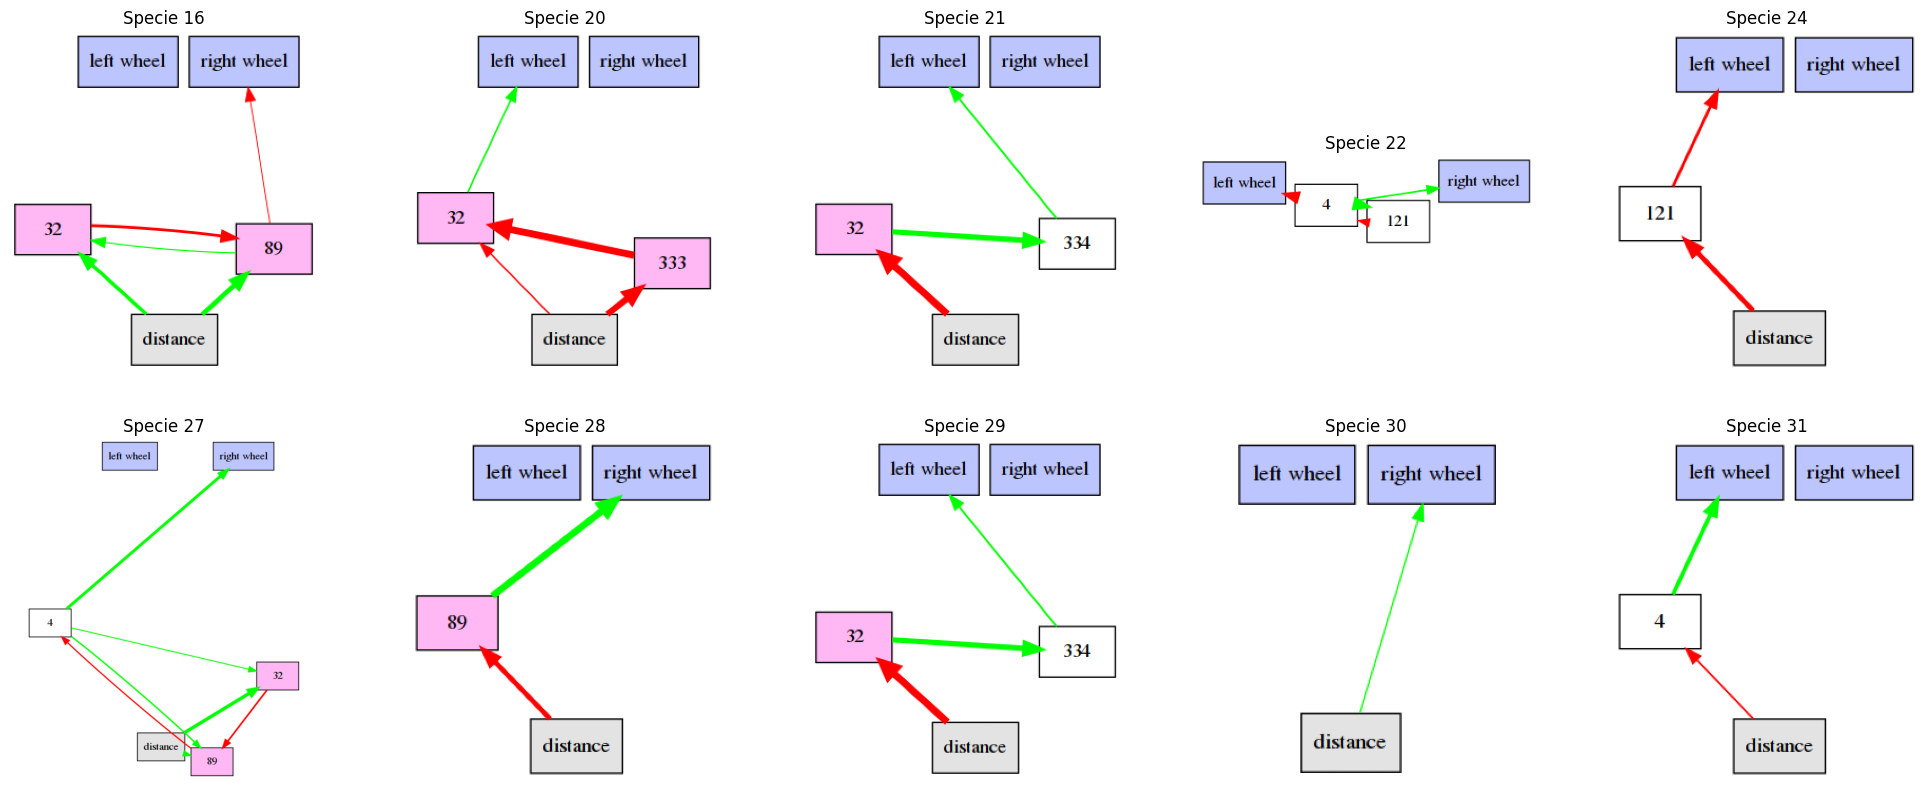 Specie 16
left wheel
right wheel
32
89
distance
Specie 20
left wheel
right wheel
32
333
distance
Specie 21
left wheel
right wheel
32
334
distance
Specie 22
left wheel
right wheel
4
121
Specie 24
left wheel
right wheel
121
distance
Specie 27
left wheel
right wheel
4
32
distance
89
Specie 28
left wheel
right wheel
89
distance
Specie 29
left wheel
right wheel
32
334
distance
Specie 30
left wheel
right wheel
distance
Specie 31
left wheel
right wheel
4
distance